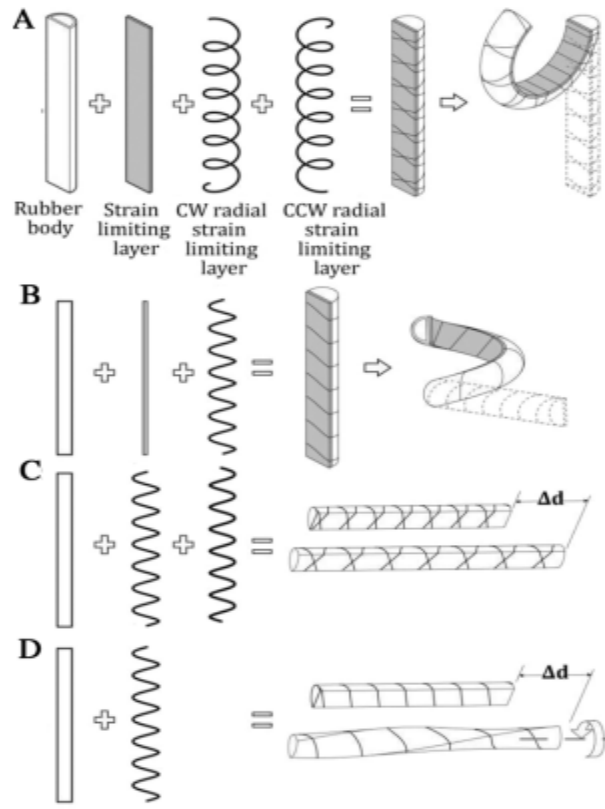 A
Rubber
body
Strain
limiting
layer
CW radial
strain
limiting
layer
CCW radial
strain
limiting
layer
B
C
Δd
D
Δd